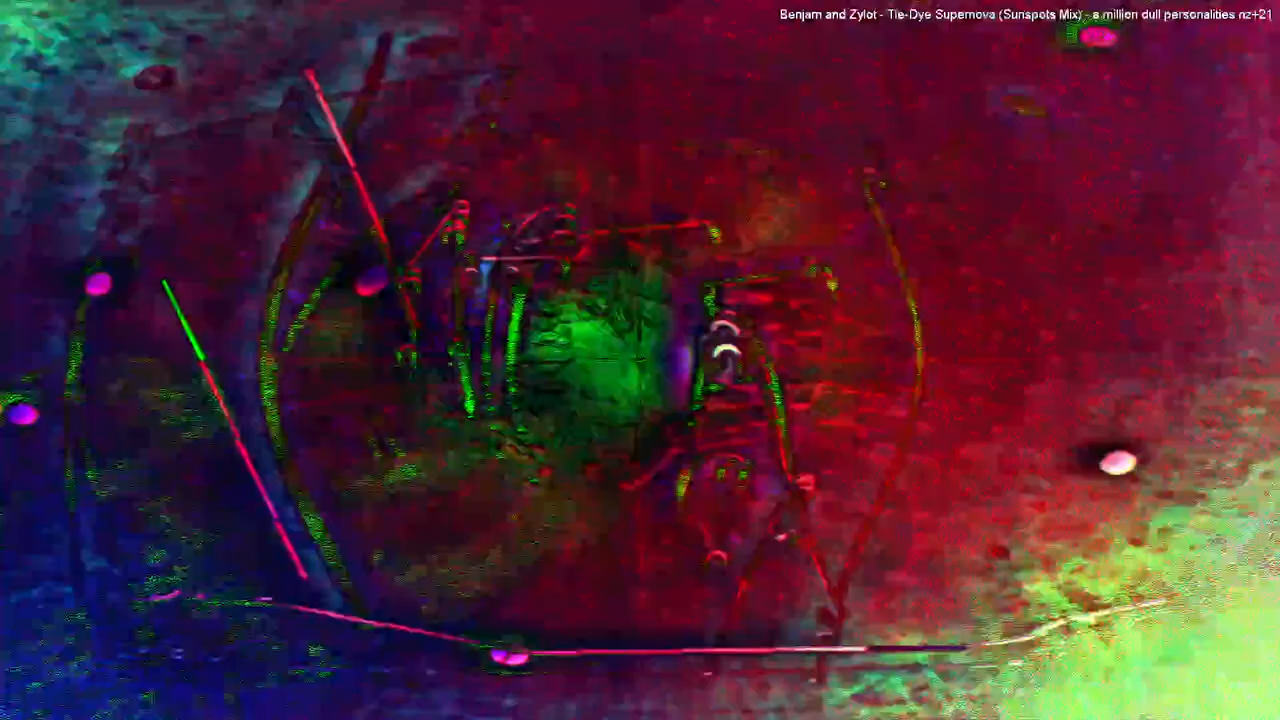 Benjam and Zylot - Tie-Dye Supernova (Sunspots Mix) - a million dull personalities nz+21